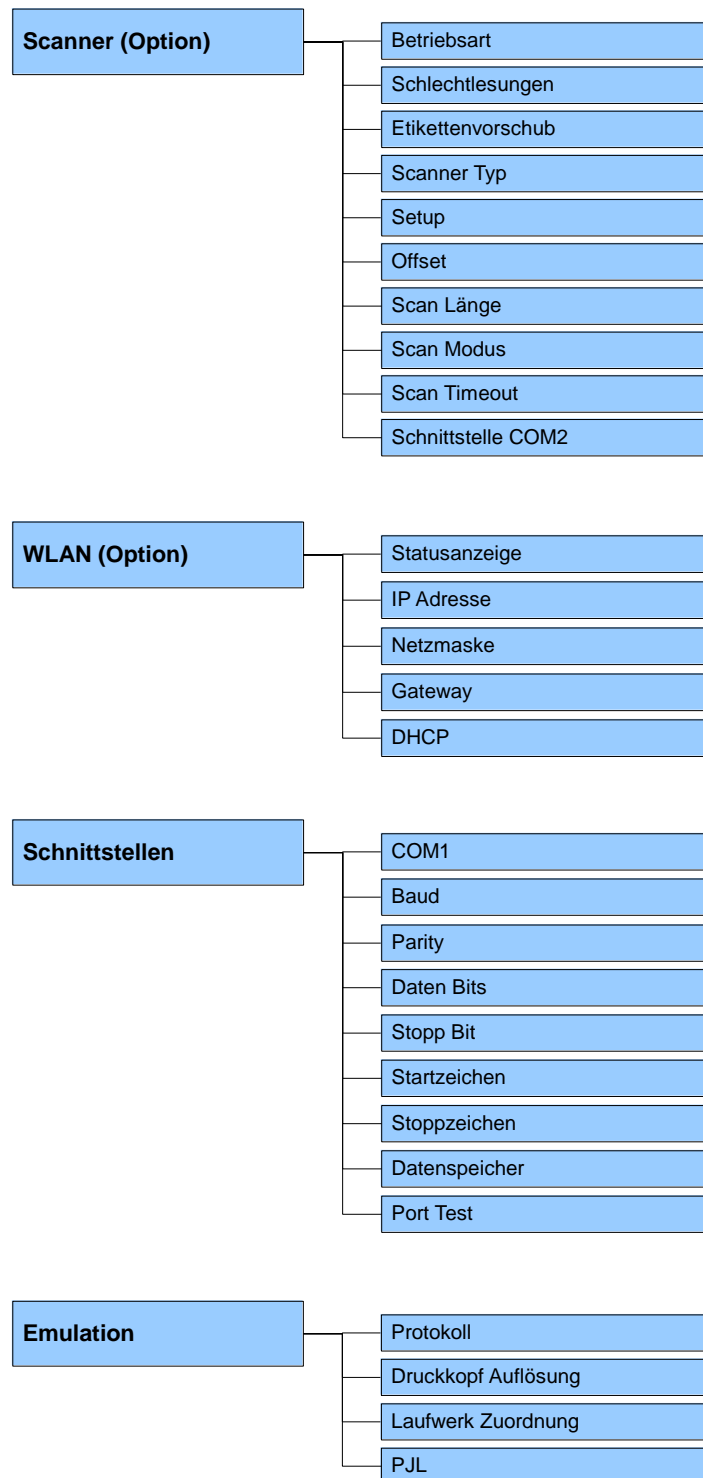 Scanner (Option)
Betriebsart
Schlechtlesungen
Etikettenvorschub
Scanner Typ
Setup
Offset
Scan Länge
Scan Modus
Scan Timeout
Schnittstelle COM2
WLAN (Option)
Statusanzeige
IP Adresse
Netzmaske
Gateway
DHCP
Schnittstellen
COM1
Baud
Parity
Daten Bits
Stopp Bit
Startzeichen
Stoppzeichen
Datenspeicher
Port Test
Emulation
Protokoll
Druckkopf Auflösung
Laufwerk Zuordnung
PJL